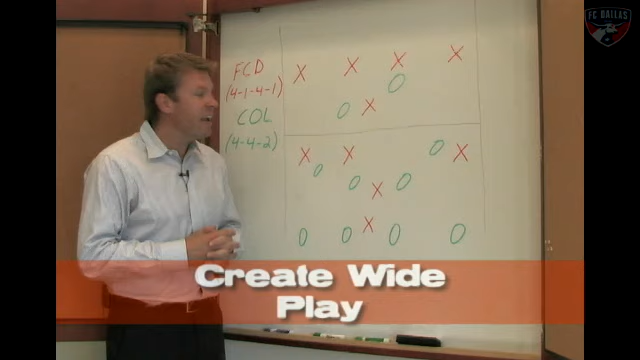 FC DALLAS
FCD
(4-1-4-1)
COL
(4-4-2)
X X X X
O
O X
X X O X
O
O X O
X
O O O O
Create Wide
Play